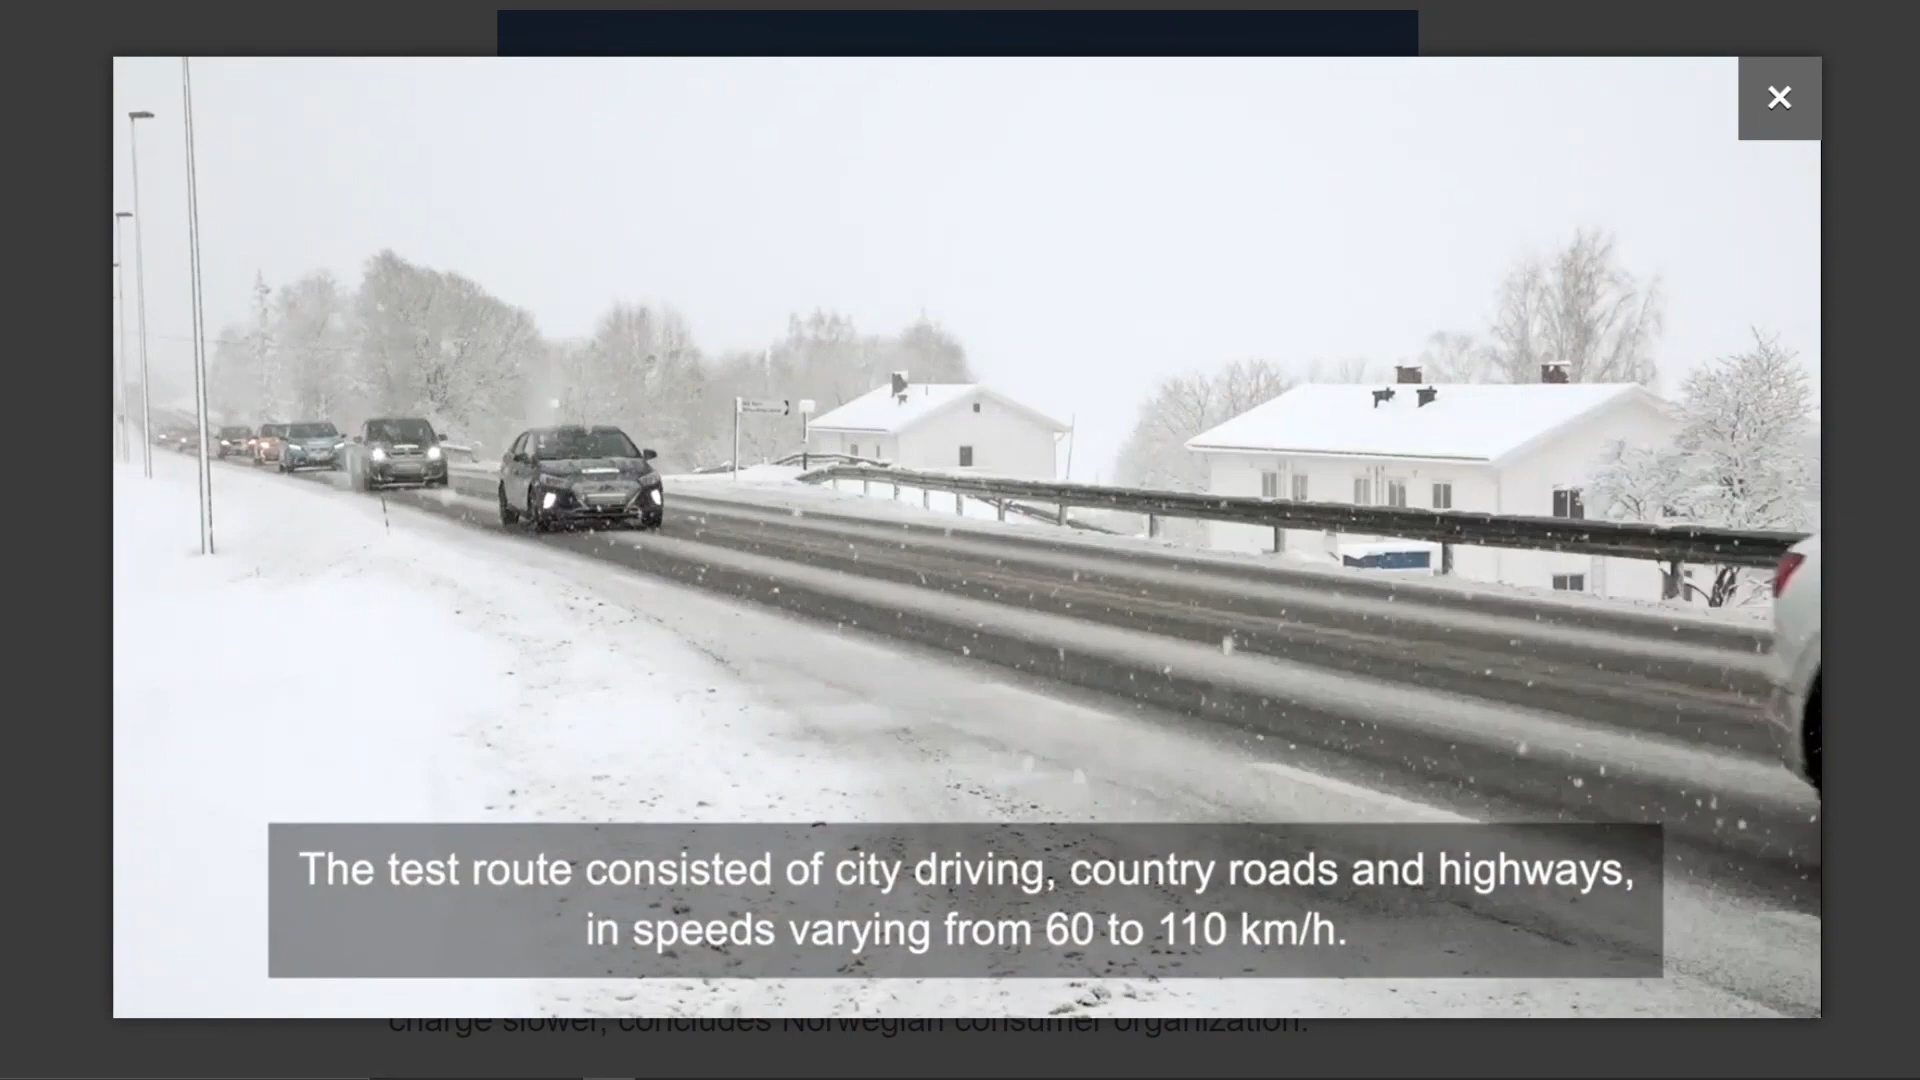 The test route consisted of city driving, country roads and highways,
in speeds varying from 60 to 110 km/h.
charge slower, concludes Norwegian consumer organization.